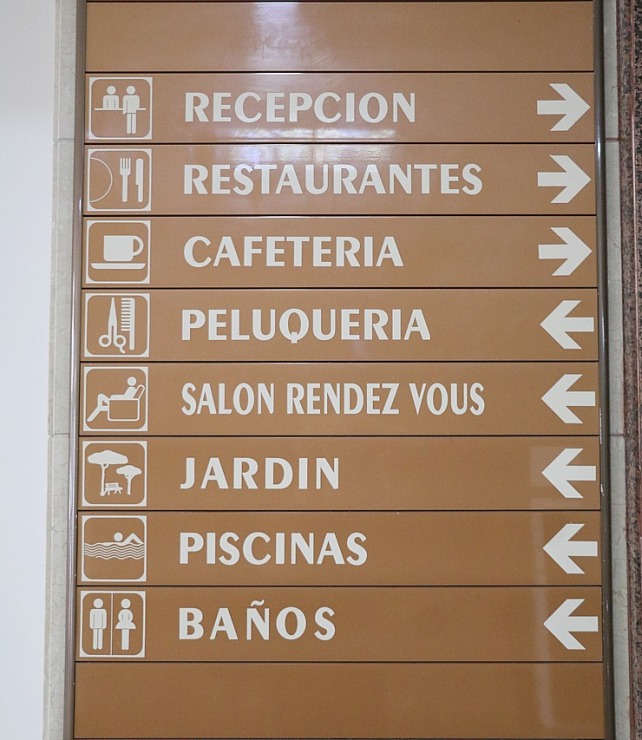 RECEPCION
RESTAURANTES
CAFETERIA
PELUQUERIA
SALON RENDEZ VOUS
JARDIN
PISCINAS
BAÑOS